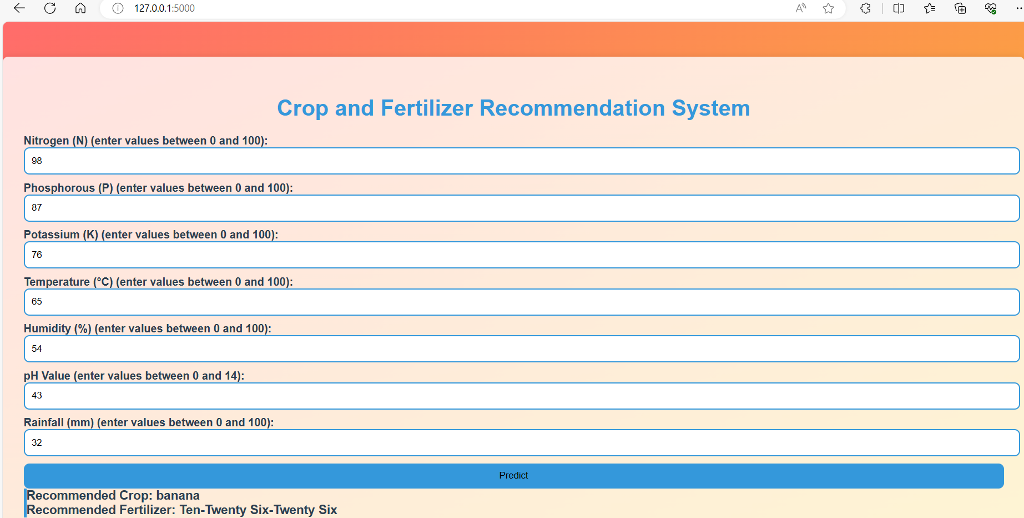 127.0.0.1:5000
Crop and Fertilizer Recommendation System
Nitrogen (N) (enter values between 0 and 100):
98
Phosphorous (P) (enter values between 0 and 100):
87
Potassium (K) (enter values between 0 and 100):
76
Temperature (°C) (enter values between 0 and 100):
65
Humidity (%) (enter values between 0 and 100):
54
pH Value (enter values between 0 and 14):
43
Rainfall (mm) (enter values between 0 and 100):
32
Predict
Recommended Crop: banana
Recommended Fertilizer: Ten-Twenty Six-Twenty Six